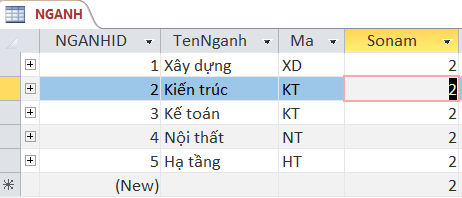 NGANH
NGANHID TenNganh Ma Sonam
1 Xây dựng XD 2
2 Kiến trúc KT 2
3 Kế toán KT 2
4 Nội thất NT 2
5 Hạ tầng HT 2
(New) 2